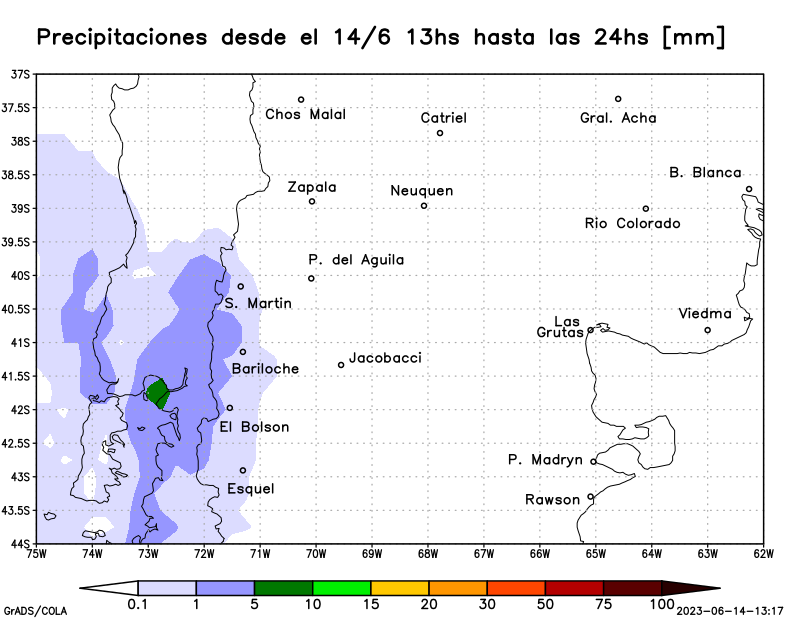 Precipitaciones desde el 14/6 13hs hasta las 24hs [mm]
37S
37.5S
38S
38.5S
39S
39.5S
40S
40.5S
41S
41.5S
42S
42.5S
43S
43.5S
44S
Chos Malal
Catriel
Gral. Acha
B. Blanca
Zapala
Neuquen
Rio Colorado
P. del Aguila
S. Martin
Viedma
Las
Grutas
Jacobacci
Bariloche
El Bolson
P. Madryn
Esquel
Rawson
75W 74W 73W 72W 71W 70W 69W 68W 67W 66W 65W 64W 63W 62W
0.1 1 5 10 15 20 30 50 75 100
GrADS/COLA
2023-06-14-13:17